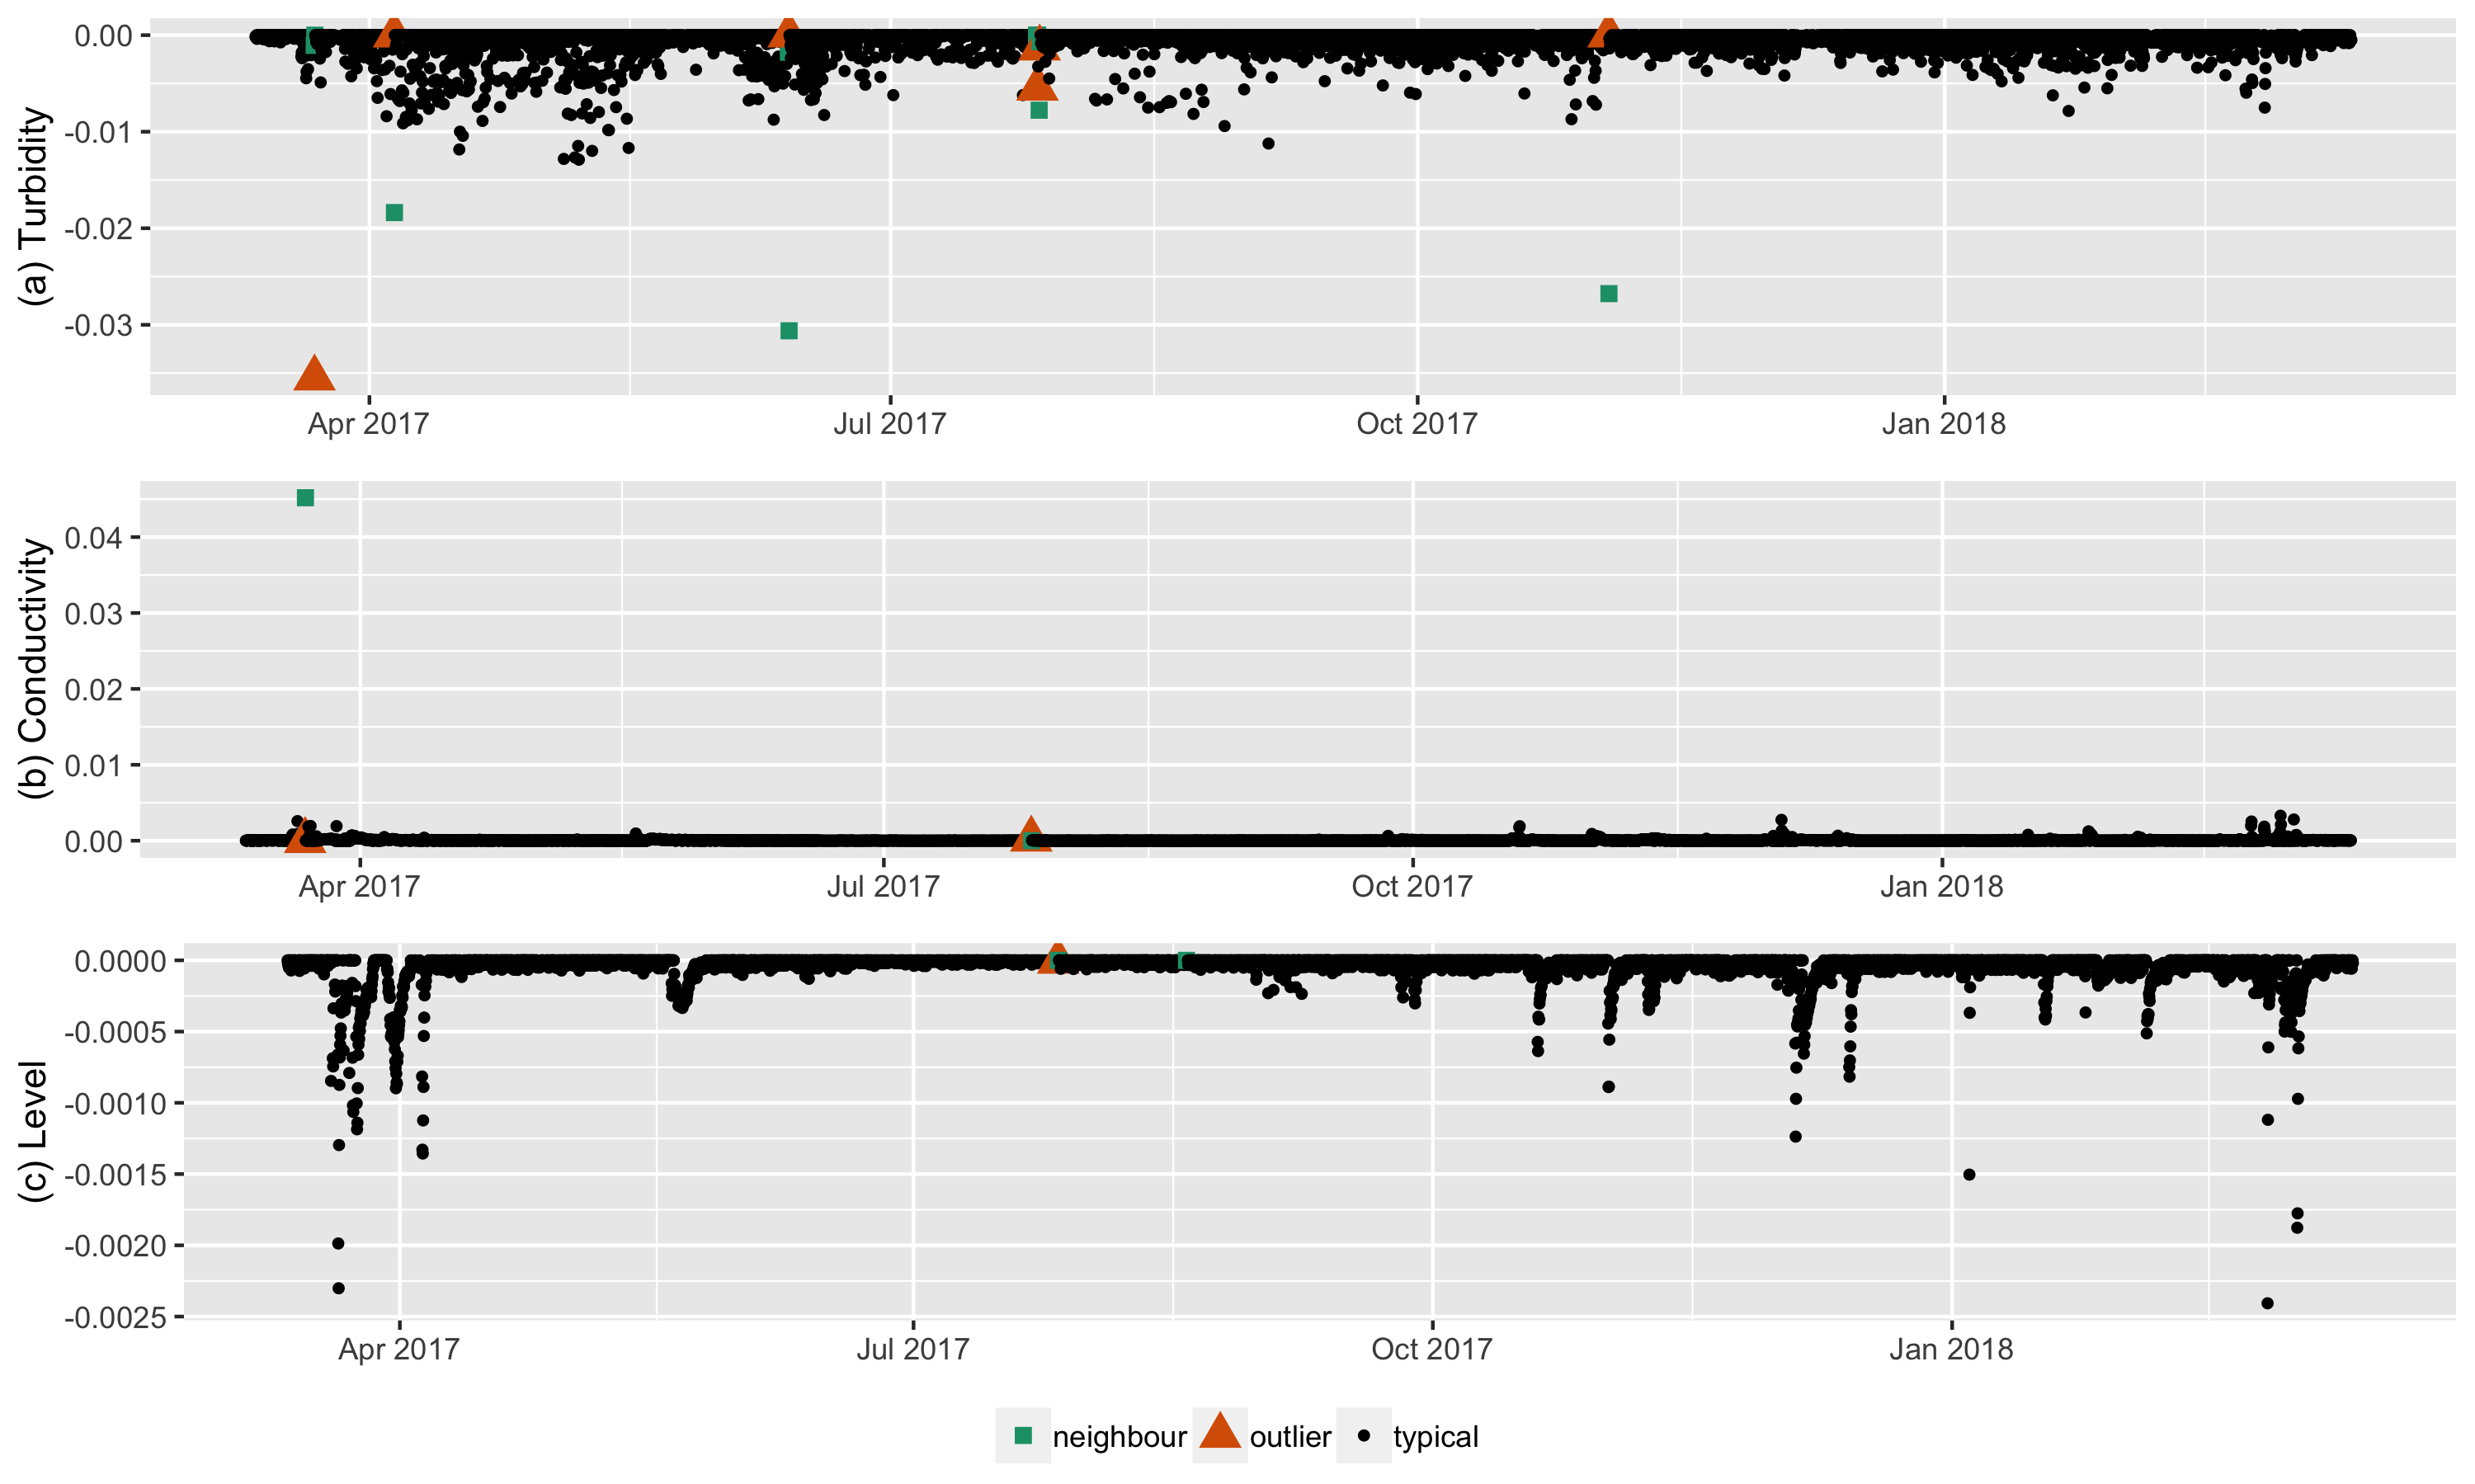 (a) Turbidity
0.00
-0.01
-0.02
-0.03
Apr 2017 Jul 2017 Oct 2017 Jan 2018
(b) Conductivity
0.04
0.03
0.02
0.01
0.00
Apr 2017 Jul 2017 Oct 2017 Jan 2018
(c) Level
0.0000
-0.0005
-0.0010
-0.0015
-0.0020
-0.0025
Apr 2017 Jul 2017 Oct 2017 Jan 2018
neighbour outlier typical